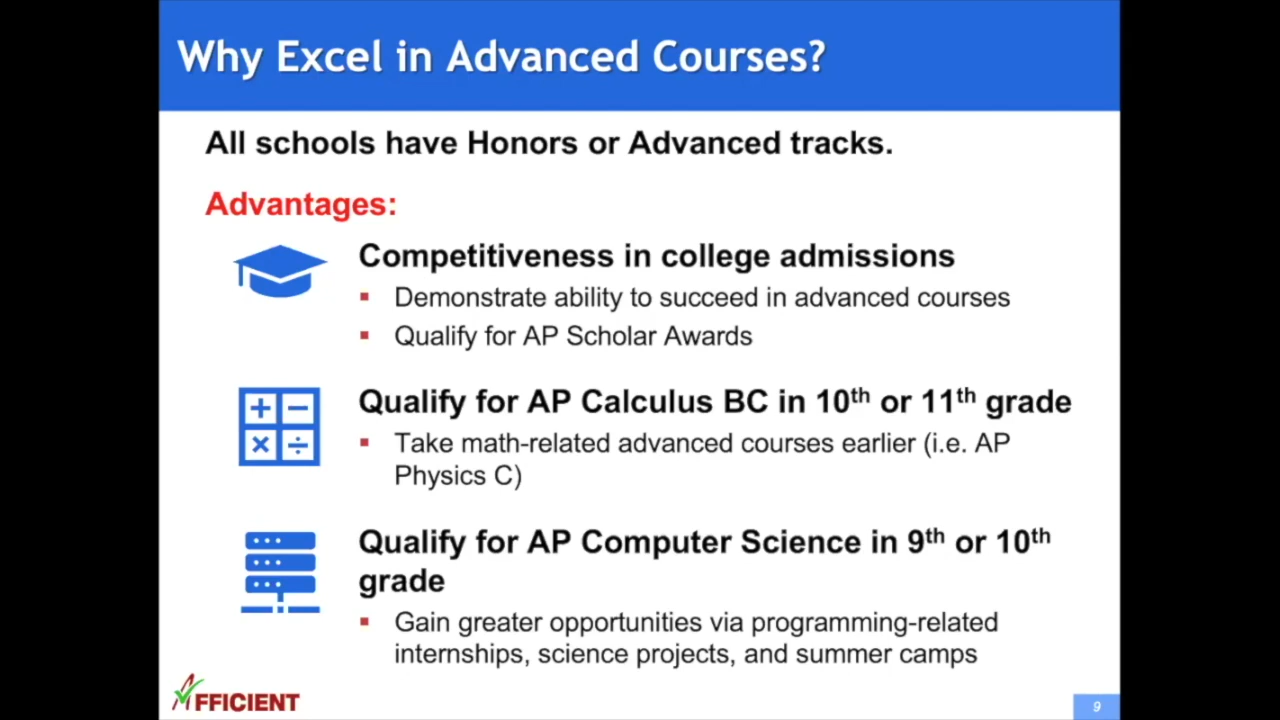 Why Excel in Advanced Courses?
All schools have Honors or Advanced tracks.
Advantages:
Competitiveness in college admissions
▪ Demonstrate ability to succeed in advanced courses
▪ Qualify for AP Scholar Awards
Qualify for AP Calculus BC in 10th or 11th grade
▪ Take math-related advanced courses earlier (i.e. AP
Physics C)
Qualify for AP Computer Science in 9th or 10th
grade
▪ Gain greater opportunities via programming-related
internships, science projects, and summer camps
AFFICIENT
9